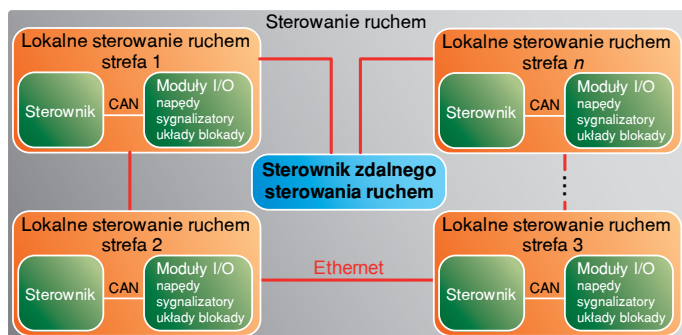 Sterowanie ruchem
Lokalne sterowanie ruchem
strefa 1
Sterownik
CAN
Moduły I/O
napędy
sygnalizatory
układy blokady
Lokalne sterowanie ruchem
strefa n
Sterownik
CAN
Moduły I/O
napędy
sygnalizatory
układy blokady
Sterownik zdalnego
sterowania ruchem
Lokalne sterowanie ruchem
strefa 2
Sterownik
CAN
Moduły I/O
napędy
sygnalizatory
układy blokady
Ethernet
Lokalne sterowanie ruchem
strefa 3
Sterownik
CAN
Moduły I/O
napędy
sygnalizatory
układy blokady